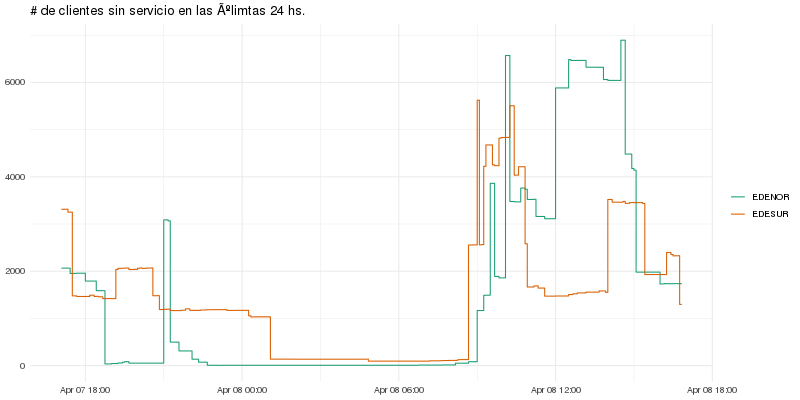 # de clientes sin servicio en las Ãºlimtas 24 hs.
6000
4000
2000
0
Apr 07 18:00
Apr 08 00:00
Apr 08 06:00
Apr 08 12:00
Apr 08 18:00
EDENOR
EDESUR